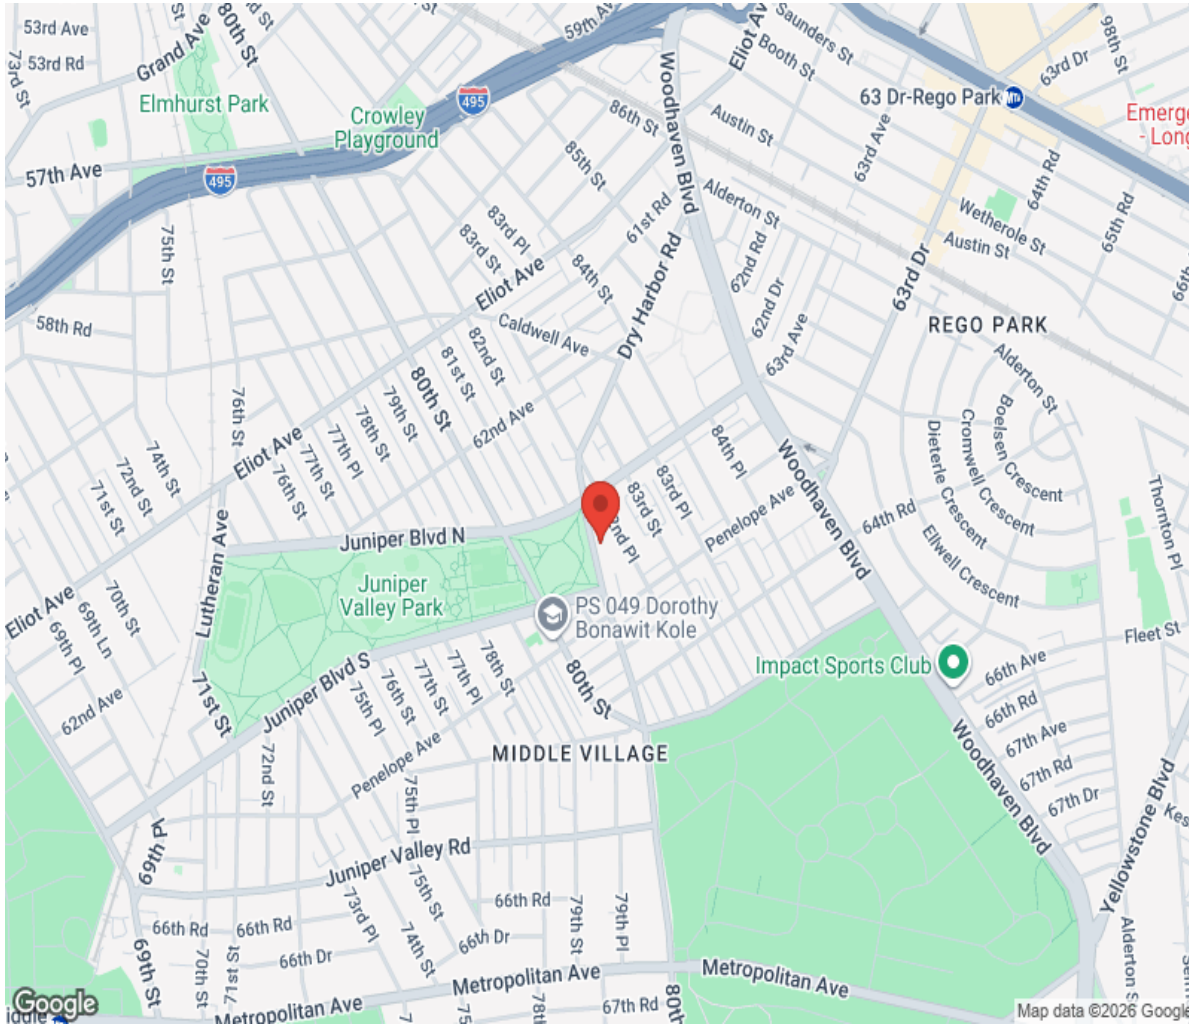 53rd Ave
80th St
59th Ave
Woodhaven Blvd
Eliot Av
Saunders St
98th St
73rd St
53rd Rd
Grand Ave
Booth St
63rd Dr
Elmhurst Park
495
63 Dr-Rego Park
Crowley
Playground
86th St
Austin St
63rd Ave
Emerge
- Long
57th Ave
495
85th St
64th Rd
Alderton St
Wetherole St
65th Rd
83rd Pl
61st Rd
75th St
83rd St
Dry Harbor Rd
62nd Rd
Austin St
84th St
63rd Dr
66th
Eliot Ave
62nd Dr
58th Rd
Caldwell Ave
REGO PARK
82nd St
63rd Ave
81st St
80th St
Alderton St
76th St
79th St
78th St
62nd Ave
Boelsen Crescent
Cromwell Crescent
Dieterle Crescent
Eliot Ave
77th Pl
84th Pl
Woodhaven Blvd
74th St
77th St
72nd St
76th St
83rd Pl
71st St
83rd St
Penelope Ave
64th Rd
Thornton Pl
2nd Pl
Ellwell Crescent
Lutheran Ave
Juniper Blvd N
Juniper
Valley Park
Eliot Ave
70th St
69th Ln
69th Pl
PS 049 Dorothy
Bonawit Kole
Fleet St
Impact Sports Club
66th Ave
62nd Ave
71st St
Juniper Blvd S
78th St
77th Pl
77th St
76th St
75th Pl
80th St
66th Rd
67th Ave
Woodhaven Blvd
72nd St
Penelope Ave
MIDDLE VILLAGE
67th Rd
67th Dr
Yellowstone Blvd
75th Pl
69th Pl
Juniper Valley Rd
75th St
66th Rd
79th St
79th Pl
73rd Pl
66th Rd
66th Rd
74th St
66th Dr
66th Dr
Alderton S
69th St
70th St
71st St
Metropolitan Ave
Metropolitan Ave
78th
80th
67th Rd
Metropolitan Ave
Google
iddle
Map data ©2026 Google